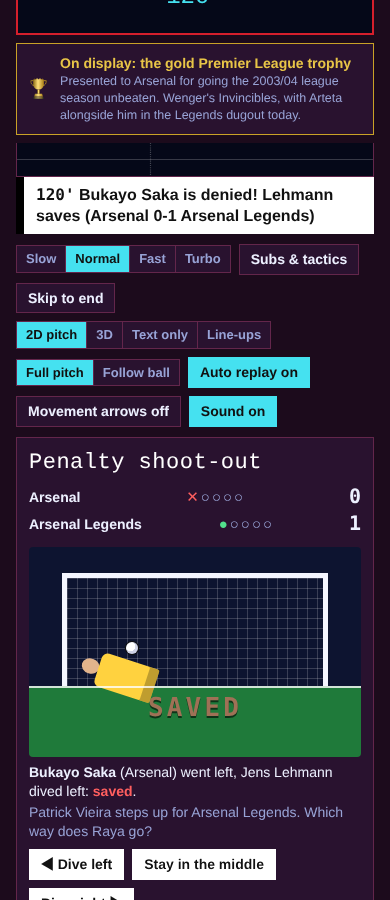 On display: the gold Premier League trophy
Presented to Arsenal for going the 2003/04 league
season unbeaten. Wenger's Invincibles, with Arteta
alongside him in the Legends dugout today.
120' Bukayo Saka is denied! Lehmann
saves (Arsenal 0-1 Arsenal Legends)
Slow Normal Fast Turbo Subs & tactics
Skip to end
2D pitch 3D Text only Line-ups
Full pitch Follow ball Auto replay on
Movement arrows off Sound on
Penalty shoot-out
Arsenal ✕○○○○ 0
Arsenal Legends ●○○○○ 1
SAVED
Bukayo Saka (Arsenal) went left, Jens Lehmann
dived left: saved.
Patrick Vieira steps up for Arsenal Legends. Which
way does Raya go?
◀ Dive left Stay in the middle